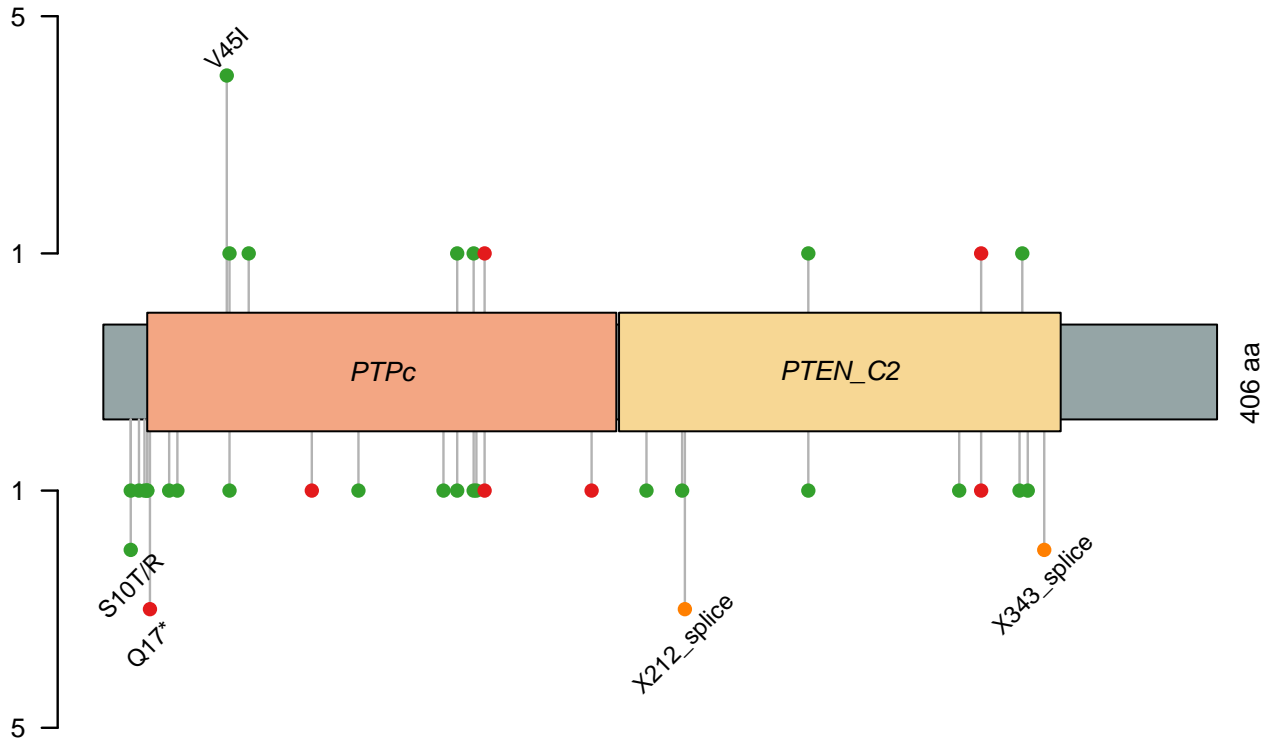 5
V45I
1
PTPc
PTEN_C2
406 aa
1
S10T/R
Q17*
X212_splice
X343_splice
5